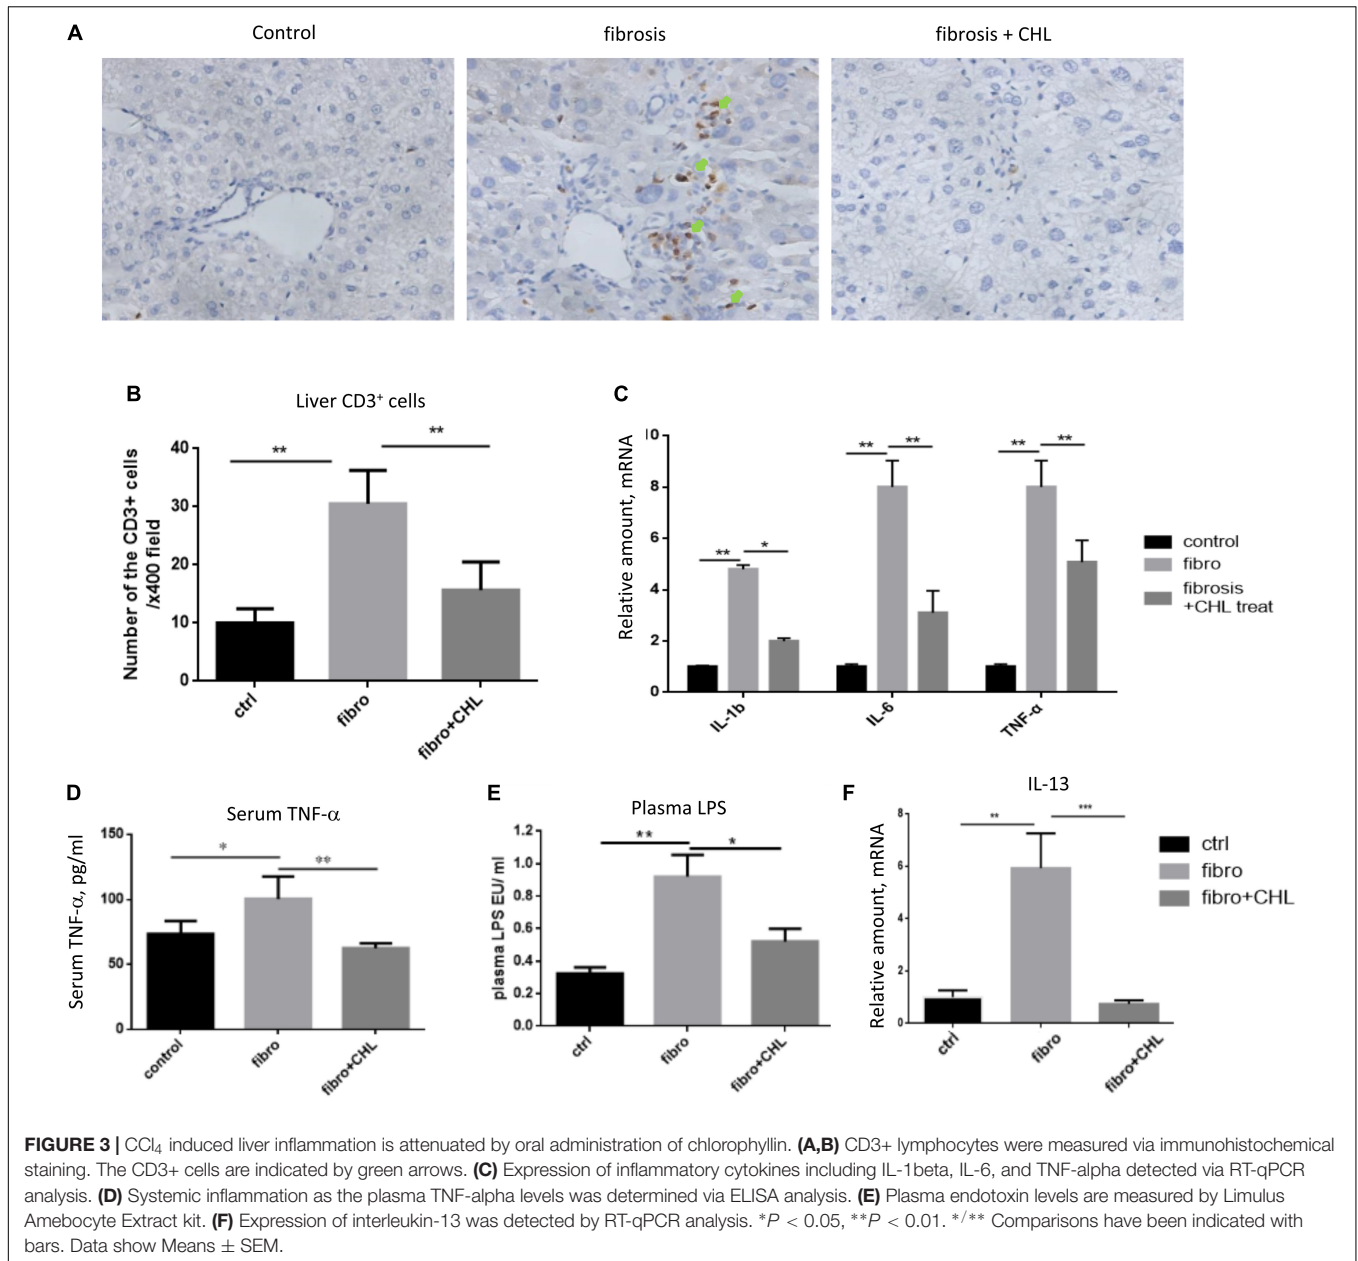 A
Control
fibrosis
fibrosis + CHL
B
Liver CD3+ cells
Number of the CD3+ cells
/x400 field
40
30
20
10
0
**
**
ctrl
fibro
fibro+CHL
C
Relative amount, mRNA
10
8
6
4
2
0
**
*
**
**
**
**
IL-1b
IL-6
TNF-α
control
fibro
fibrosis
+CHL treat
D
Serum TNF-α
Serum TNF-α, pg/ml
150
100
50
0
*
**
control
fibro
fibro+CHL
E
Plasma LPS
plasma LPS EU/ ml
1.2
1.0
0.8
0.6
0.4
0.2
0.0
**
*
ctrl
fibro
fibro+CHL
F
IL-13
Relative amount, mRNA
8
6
4
2
0
**
***
ctrl
fibro
fibro+CHL
ctrl
fibro
fibro+CHL
FIGURE 3 | CCl4 induced liver inflammation is attenuated by oral administration of chlorophyllin. (A,B) CD3+ lymphocytes were measured via immunohistochemical
staining. The CD3+ cells are indicated by green arrows. (C) Expression of inflammatory cytokines including IL-1beta, IL-6, and TNF-alpha detected via RT-qPCR
analysis. (D) Systemic inflammation as the plasma TNF-alpha levels was determined via ELISA analysis. (E) Plasma endotoxin levels are measured by Limulus
Amebocyte Extract kit. (F) Expression of interleukin-13 was detected by RT-qPCR analysis. *P < 0.05, **P < 0.01. */** Comparisons have been indicated with
bars. Data show Means ± SEM.